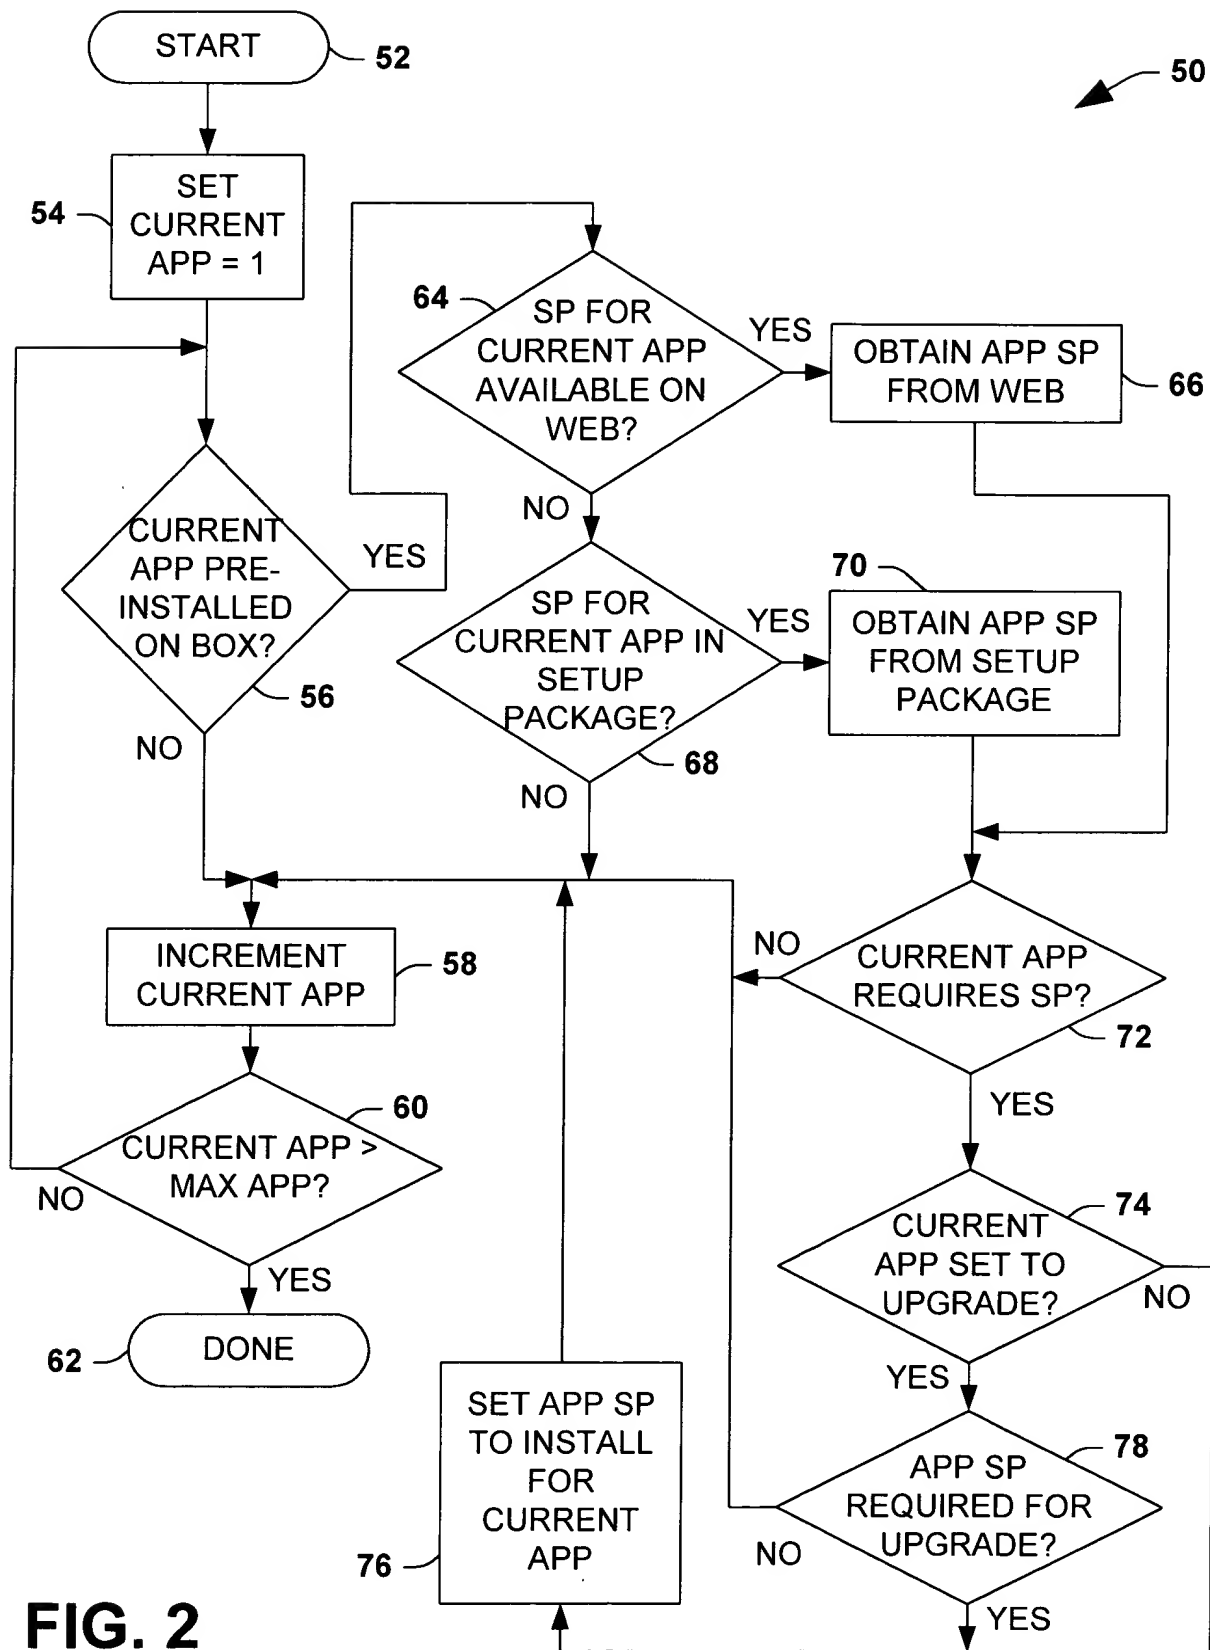 START
52
50
SET
CURRENT
APP = 1
54
64
SP FOR
CURRENT APP
AVAILABLE ON
WEB?
YES
OBTAIN APP SP
FROM WEB
66
NO
CURRENT
APP PRE-
INSTALLED
ON BOX?
YES
56
NO
SP FOR
CURRENT APP IN
SETUP
PACKAGE?
YES
68
NO
70
OBTAIN APP SP
FROM SETUP
PACKAGE
INCREMENT
CURRENT APP
58
NO
CURRENT APP
REQUIRES SP?
72
YES
60
CURRENT APP >
MAX APP?
NO
YES
DONE
62
74
CURRENT
APP SET TO
UPGRADE?
NO
YES
SET APP SP
TO INSTALL
FOR
CURRENT
APP
76
78
APP SP
REQUIRED FOR
UPGRADE?
NO
YES
FIG. 2